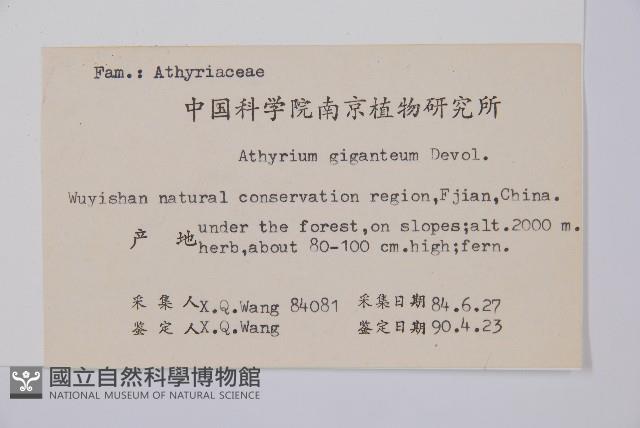 Fam.: Athyriaceae
中国科学院南京植物研究所
Athyrium giganteum Devol.
Wuyishan natural conservation region,Fjian,China.
产 地 under the forest,on slopes;alt.2000 m.
herb,about 80-100 cm.high;fern.
采 集 人 X.Q.Wang 84081 采集日期 84.6.27
鉴 定 人 X.Q.Wang 鉴定日期 90.4.23
國立自然科學博物館
NATIONAL MUSEUM OF NATURAL SCIENCE